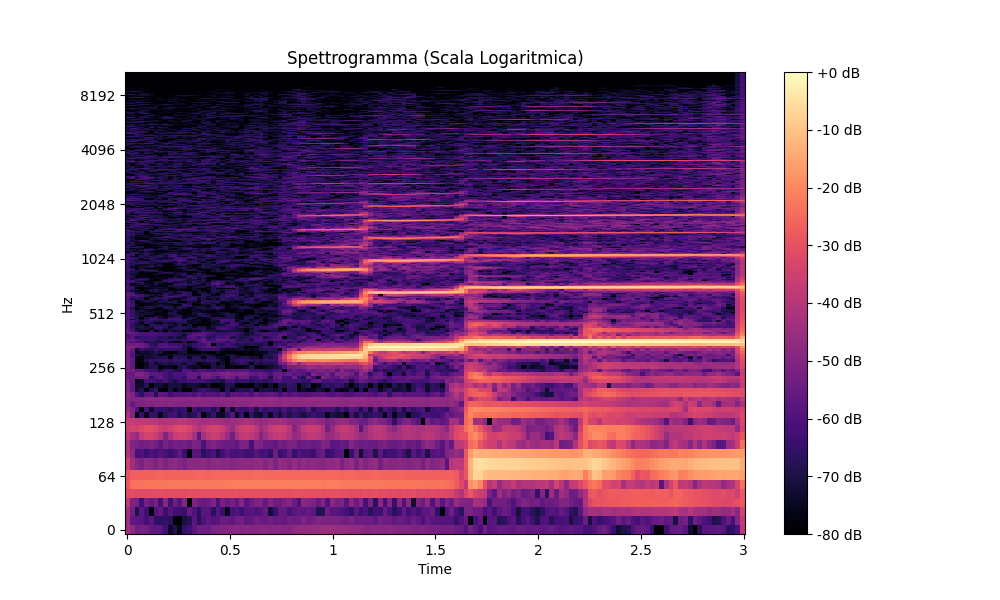 Spettrogramma (Scala Logaritmica)
Hz
8192
4096
2048
1024
512
256
128
64
0
0
0.5
1
1.5
2
2.5
3
Time
+0 dB
-10 dB
-20 dB
-30 dB
-40 dB
-50 dB
-60 dB
-70 dB
-80 dB